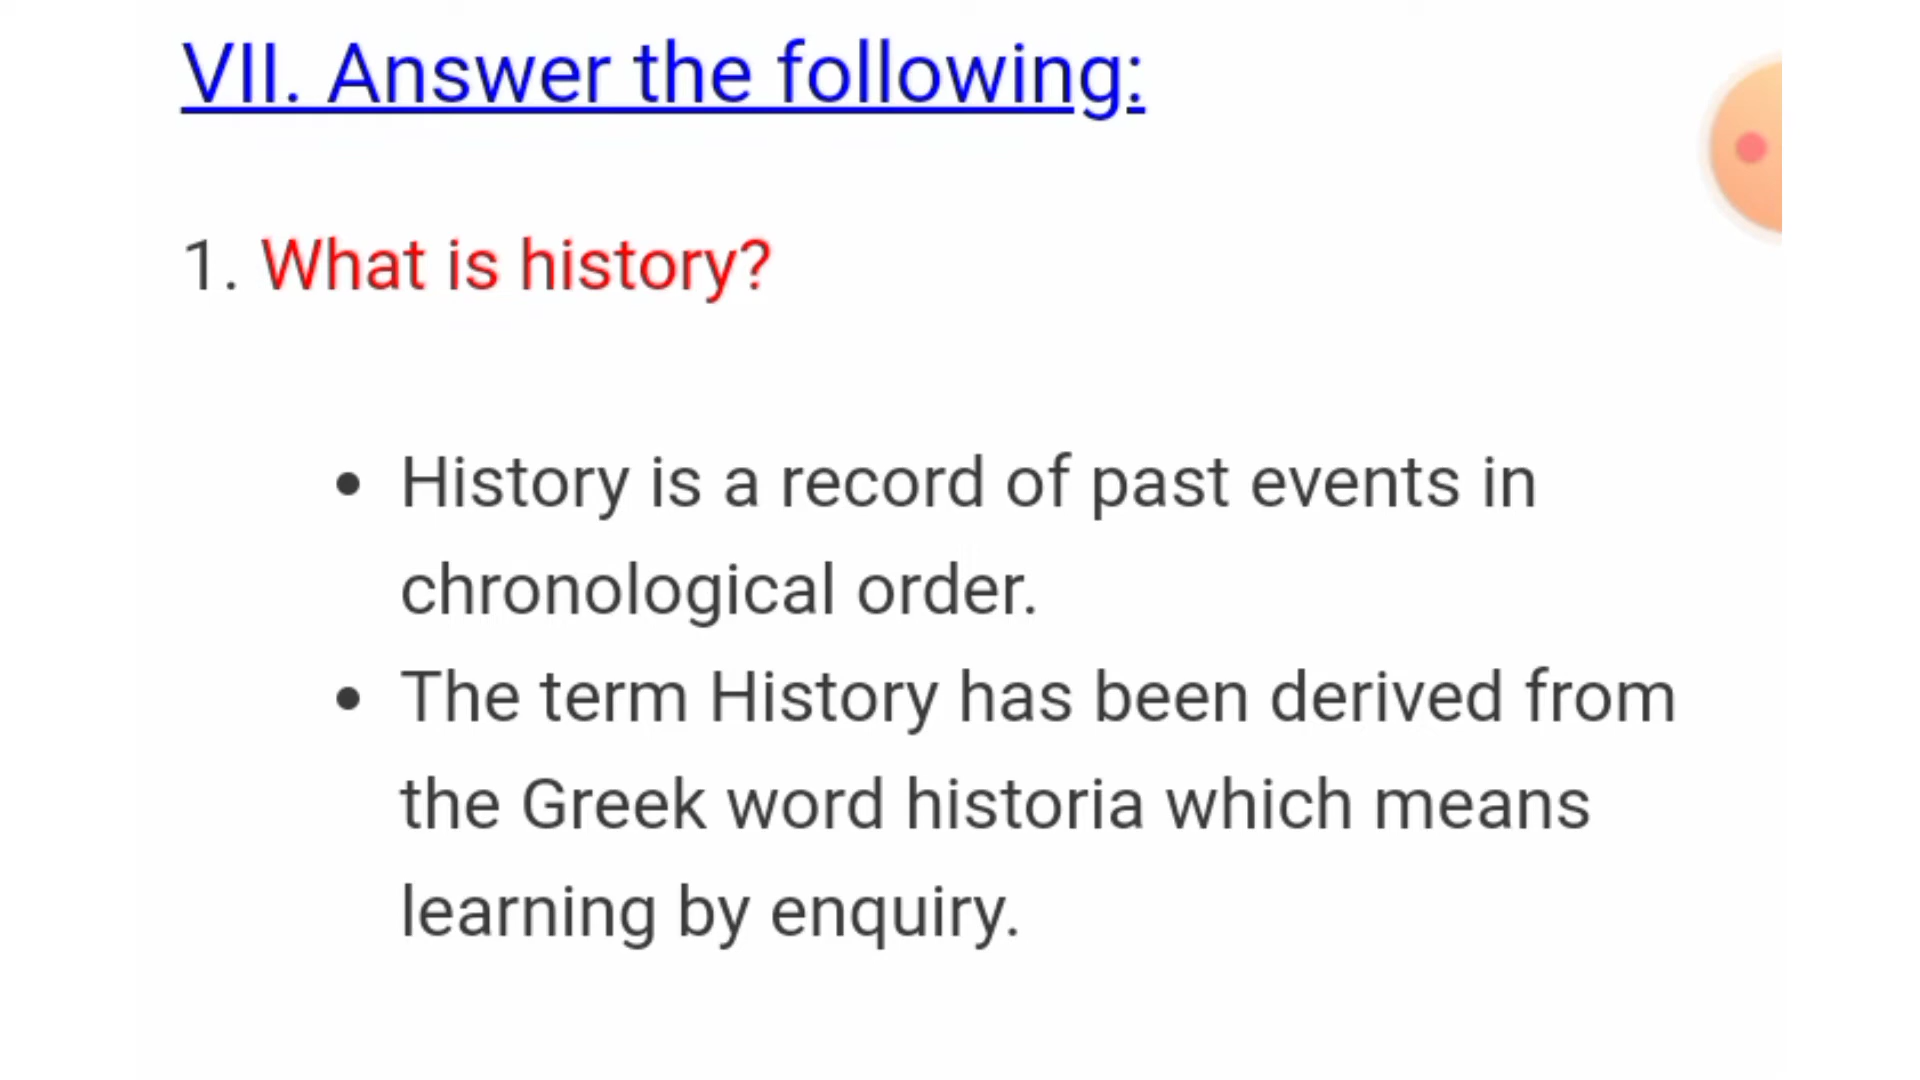 VII. Answer the following:
1. What is history?
• History is a record of past events in
chronological order.
• The term History has been derived from
the Greek word historia which means
learning by enquiry.